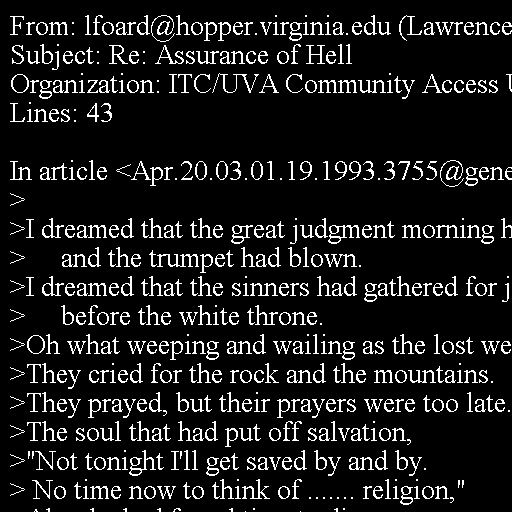 From: lfoard@hopper.virginia.edu (Lawrence
Subject: Re: Assurance of Hell
Organization: ITC/UVA Community Access
Lines: 43

In article <Apr.20.03.01.19.1993.3755@gene
>
>I dreamed that the great judgment morning
>     and the trumpet had blown.
>I dreamed that the sinners had gathered for
>     before the white throne.
>Oh what weeping and wailing as the lost we
>They cried for the rock and the mountains.
>They prayed, but their prayers were too late.
>The soul that had put off salvation,
>"Not tonight I'll get saved by and by.
> No time now to think of ....... religion,"